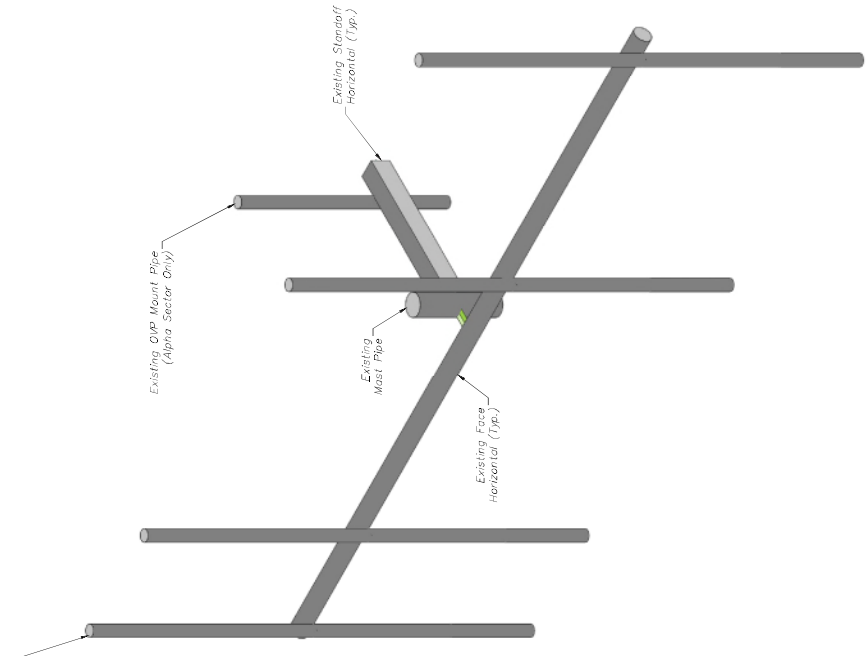 Existing Standoff
Horizontal (Typ.)
Existing OVP Mount Pipe
(Alpha Sector Only)
Existing
Mast Pipe
Existing Face
Horizontal (Typ.)